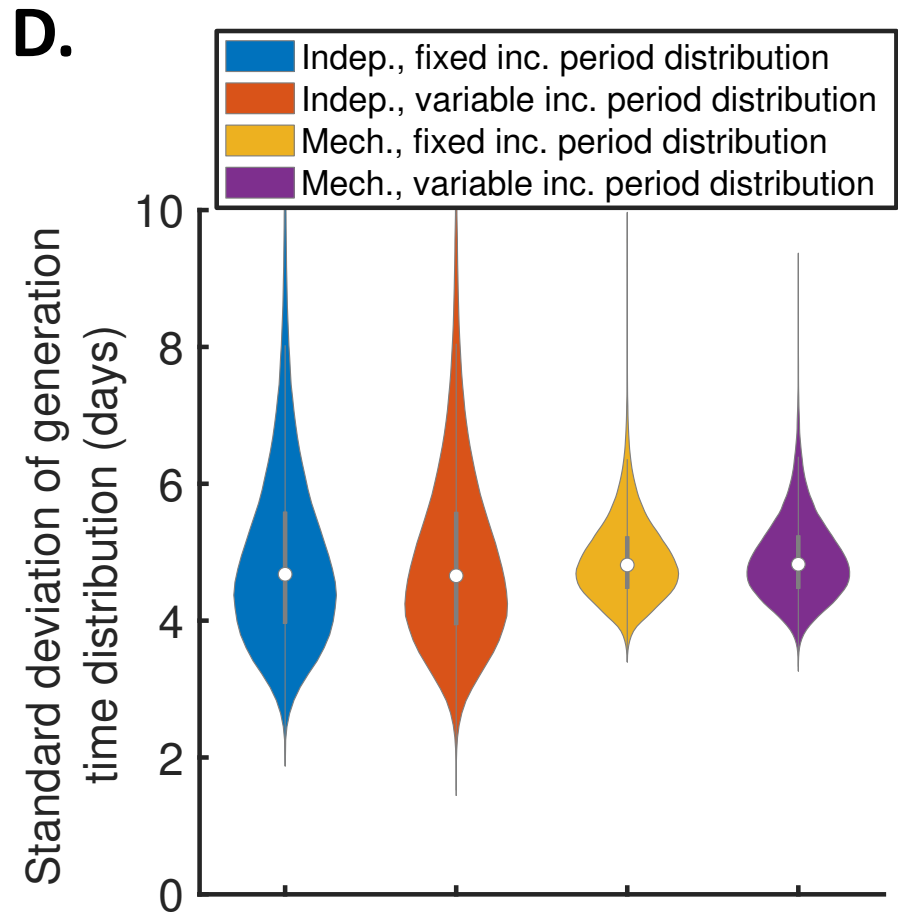 D.
Indep., fixed inc. period distribution
Indep., variable inc. period distribution
Mech., fixed inc. period distribution
Mech., variable inc. period distribution
Standard deviation of generation
time distribution (days)
10
8
6
4
2
0